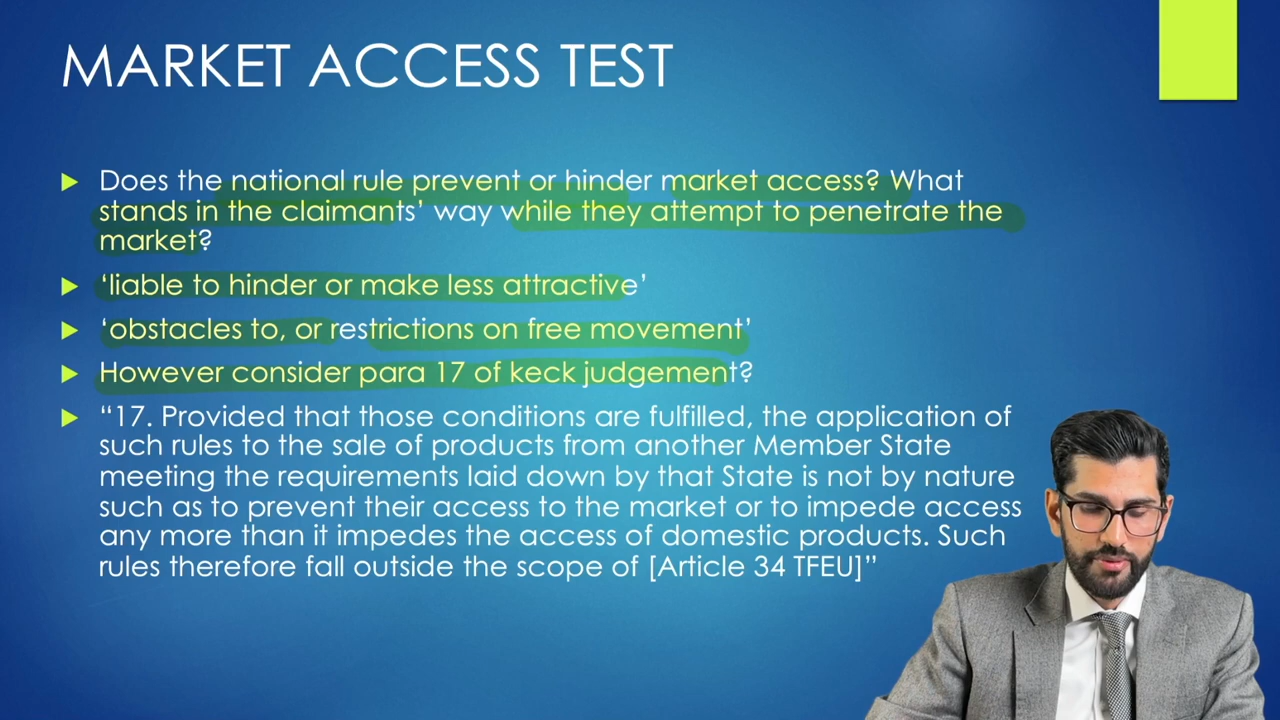 MARKET ACCESS TEST
Does the national rule prevent or hinder market access? What
stands in the claimants’ way while they attempt to penetrate the
market?
‘liable to hinder or make less attractive’
‘obstacles to, or restrictions on free movement’
However consider para 17 of keck judgement?
“17. Provided that those conditions are fulfilled, the application of
such rules to the sale of products from another Member State
meeting the requirements laid down by that State is not by nature
such as to prevent their access to the market or to impede access
any more than it impedes the access of domestic products. Such
rules therefore fall outside the scope of [Article 34 TFEU]”